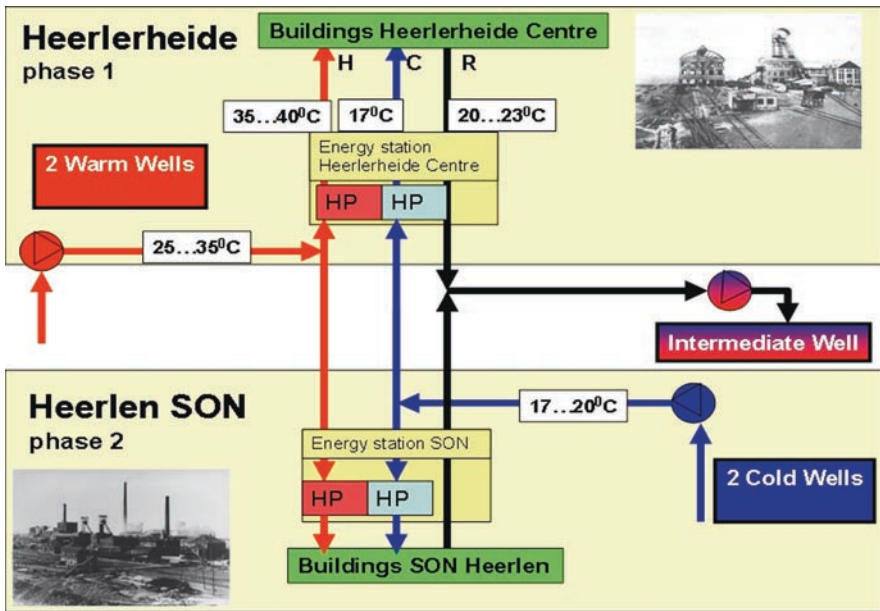 Heerlerheide
phase 1
Buildings Heerlerheide Centre
H C R
35...40⁰C
17⁰C
20...23⁰C
Energy station
Heerlerheide Centre
HP HP
2 Warm Wells
25...35⁰C
Intermediate Well
Heerlen SON
phase 2
17...20⁰C
Energy station SON
HP HP
2 Cold Wells
Buildings SON Heerlen